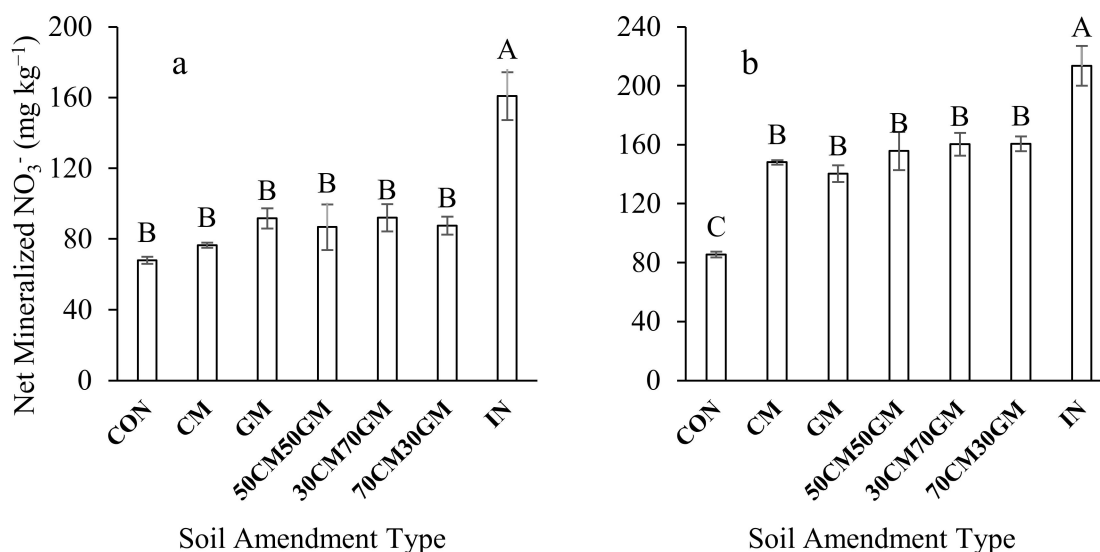 Net Mineralized NO₃⁻ (mg kg⁻¹)
200
160
120
80
40
0
a
B
B
B
B
B
B
A
CON
CM
GM
50CM50GM
30CM70GM
70CM30GM
IN
Soil Amendment Type
240
200
160
120
80
40
0
b
C
B
B
B
B
B
A
CON
CM
GM
50CM50GM
30CM70GM
70CM30GM
IN
Soil Amendment Type